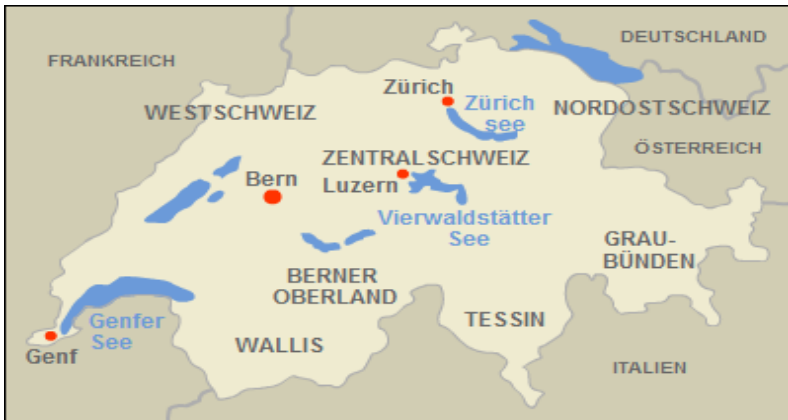 DEUTSCHLAND
FRANKREICH
Zürich
Zürich
see
WESTSCHWEIZ
NORDOSTSCHWEIZ
ÖSTERREICH
ZENTRALSCHWEIZ
Bern
Luzern
Vierwaldstätter
See
GRAU-
BÜNDEN
BERNER
OBERLAND
Genfer
See
TESSIN
WALLIS
Genf
ITALIEN